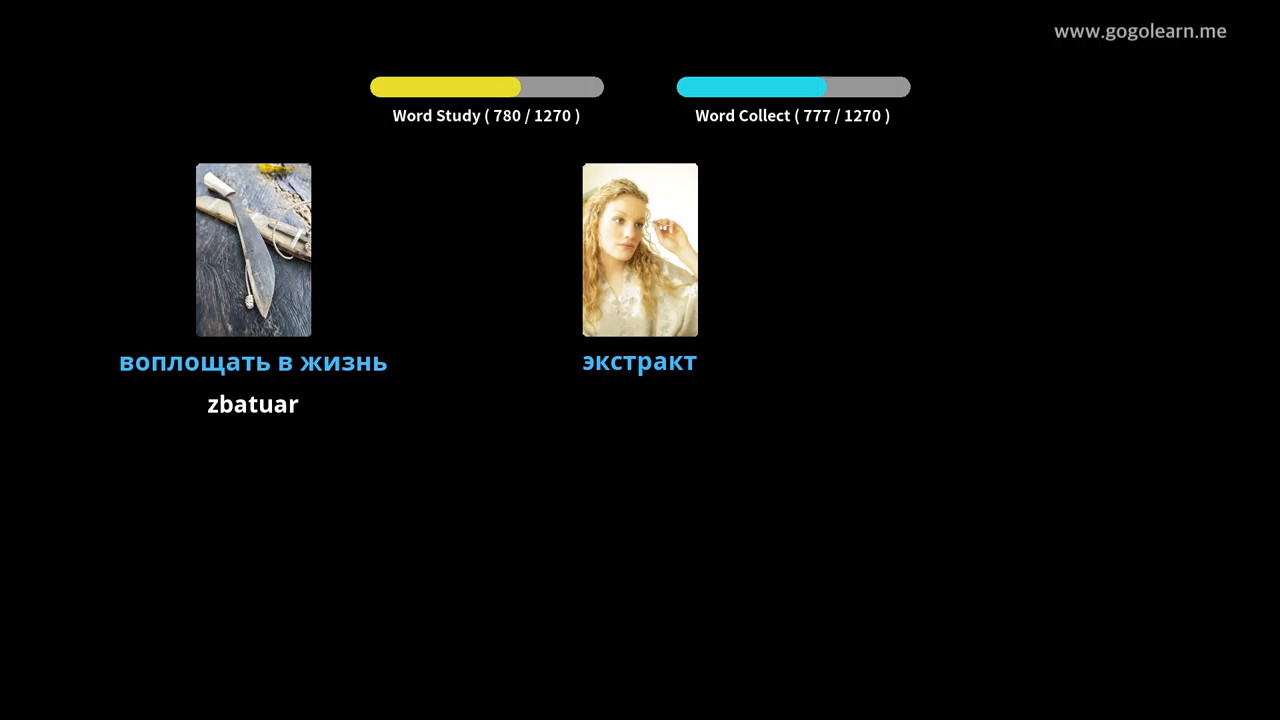 www.gogolearn.me
Word Study ( 780 / 1270 )
Word Collect ( 777 / 1270 )
воплощать в жизнь
экстракт
zbatuar